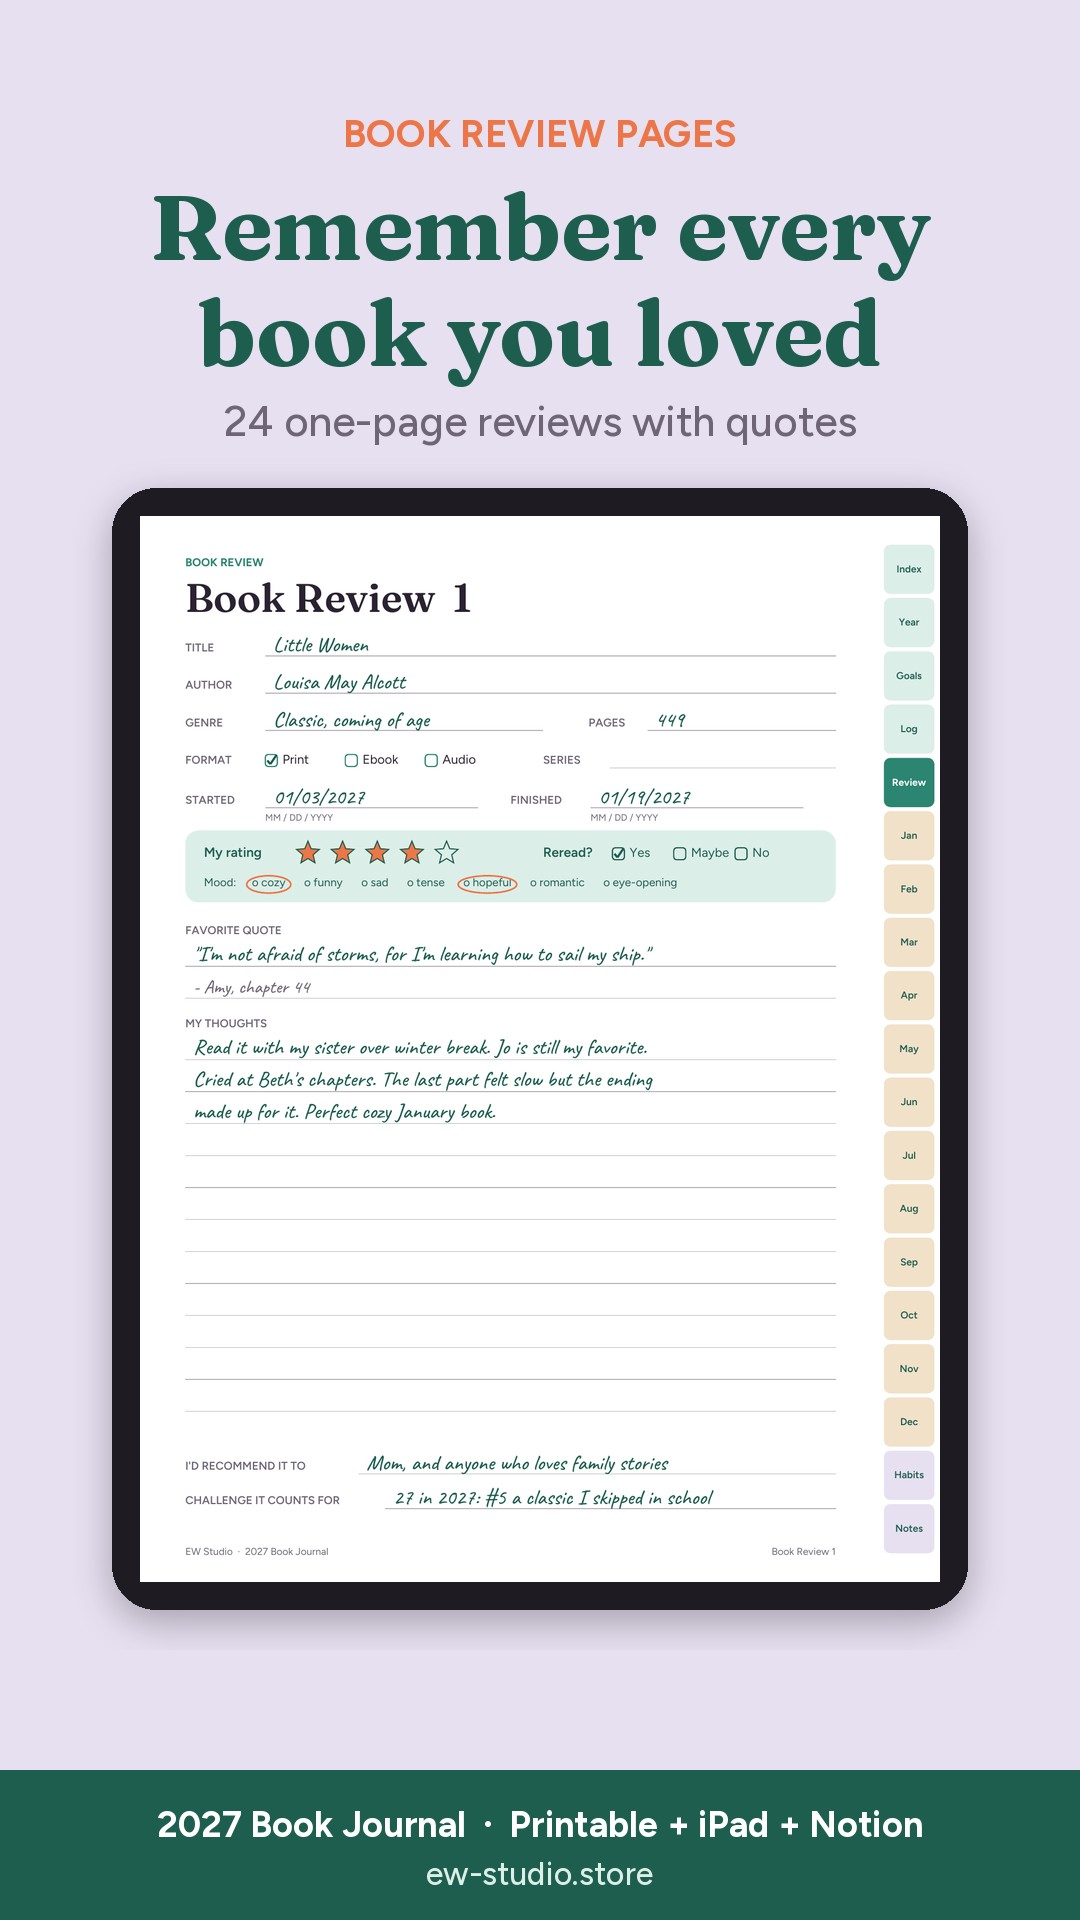 BOOK REVIEW PAGES
Remember every
book you loved
24 one-page reviews with quotes
BOOK REVIEW
Book Review 1
TITLE Little Women
AUTHOR Louisa May Alcott
GENRE Classic, coming of age PAGES 449
FORMAT Print Ebook Audio SERIES
STARTED 01/03/2027 FINISHED 01/19/2027
MM / DD / YYYY MM / DD / YYYY
My rating Reread? Yes Maybe No
Mood: o cozy o funny o sad o tense o hopeful o romantic o eye-opening
FAVORITE QUOTE
"I'm not afraid of storms, for I'm learning how to sail my ship."
- Amy, chapter 44
MY THOUGHTS
Read it with my sister over winter break. Jo is still my favorite.
Cried at Beth's chapters. The last part felt slow but the ending
made up for it. Perfect cozy January book.
I'D RECOMMEND IT TO Mom, and anyone who loves family stories
CHALLENGE IT COUNTS FOR 27 in 2027: #5 a classic I skipped in school
EW Studio · 2027 Book Journal Book Review 1
Index
Year
Goals
Log
Review
Jan
Feb
Mar
Apr
May
Jun
Jul
Aug
Sep
Oct
Nov
Dec
Habits
Notes
2027 Book Journal · Printable + iPad + Notion
ew-studio.store